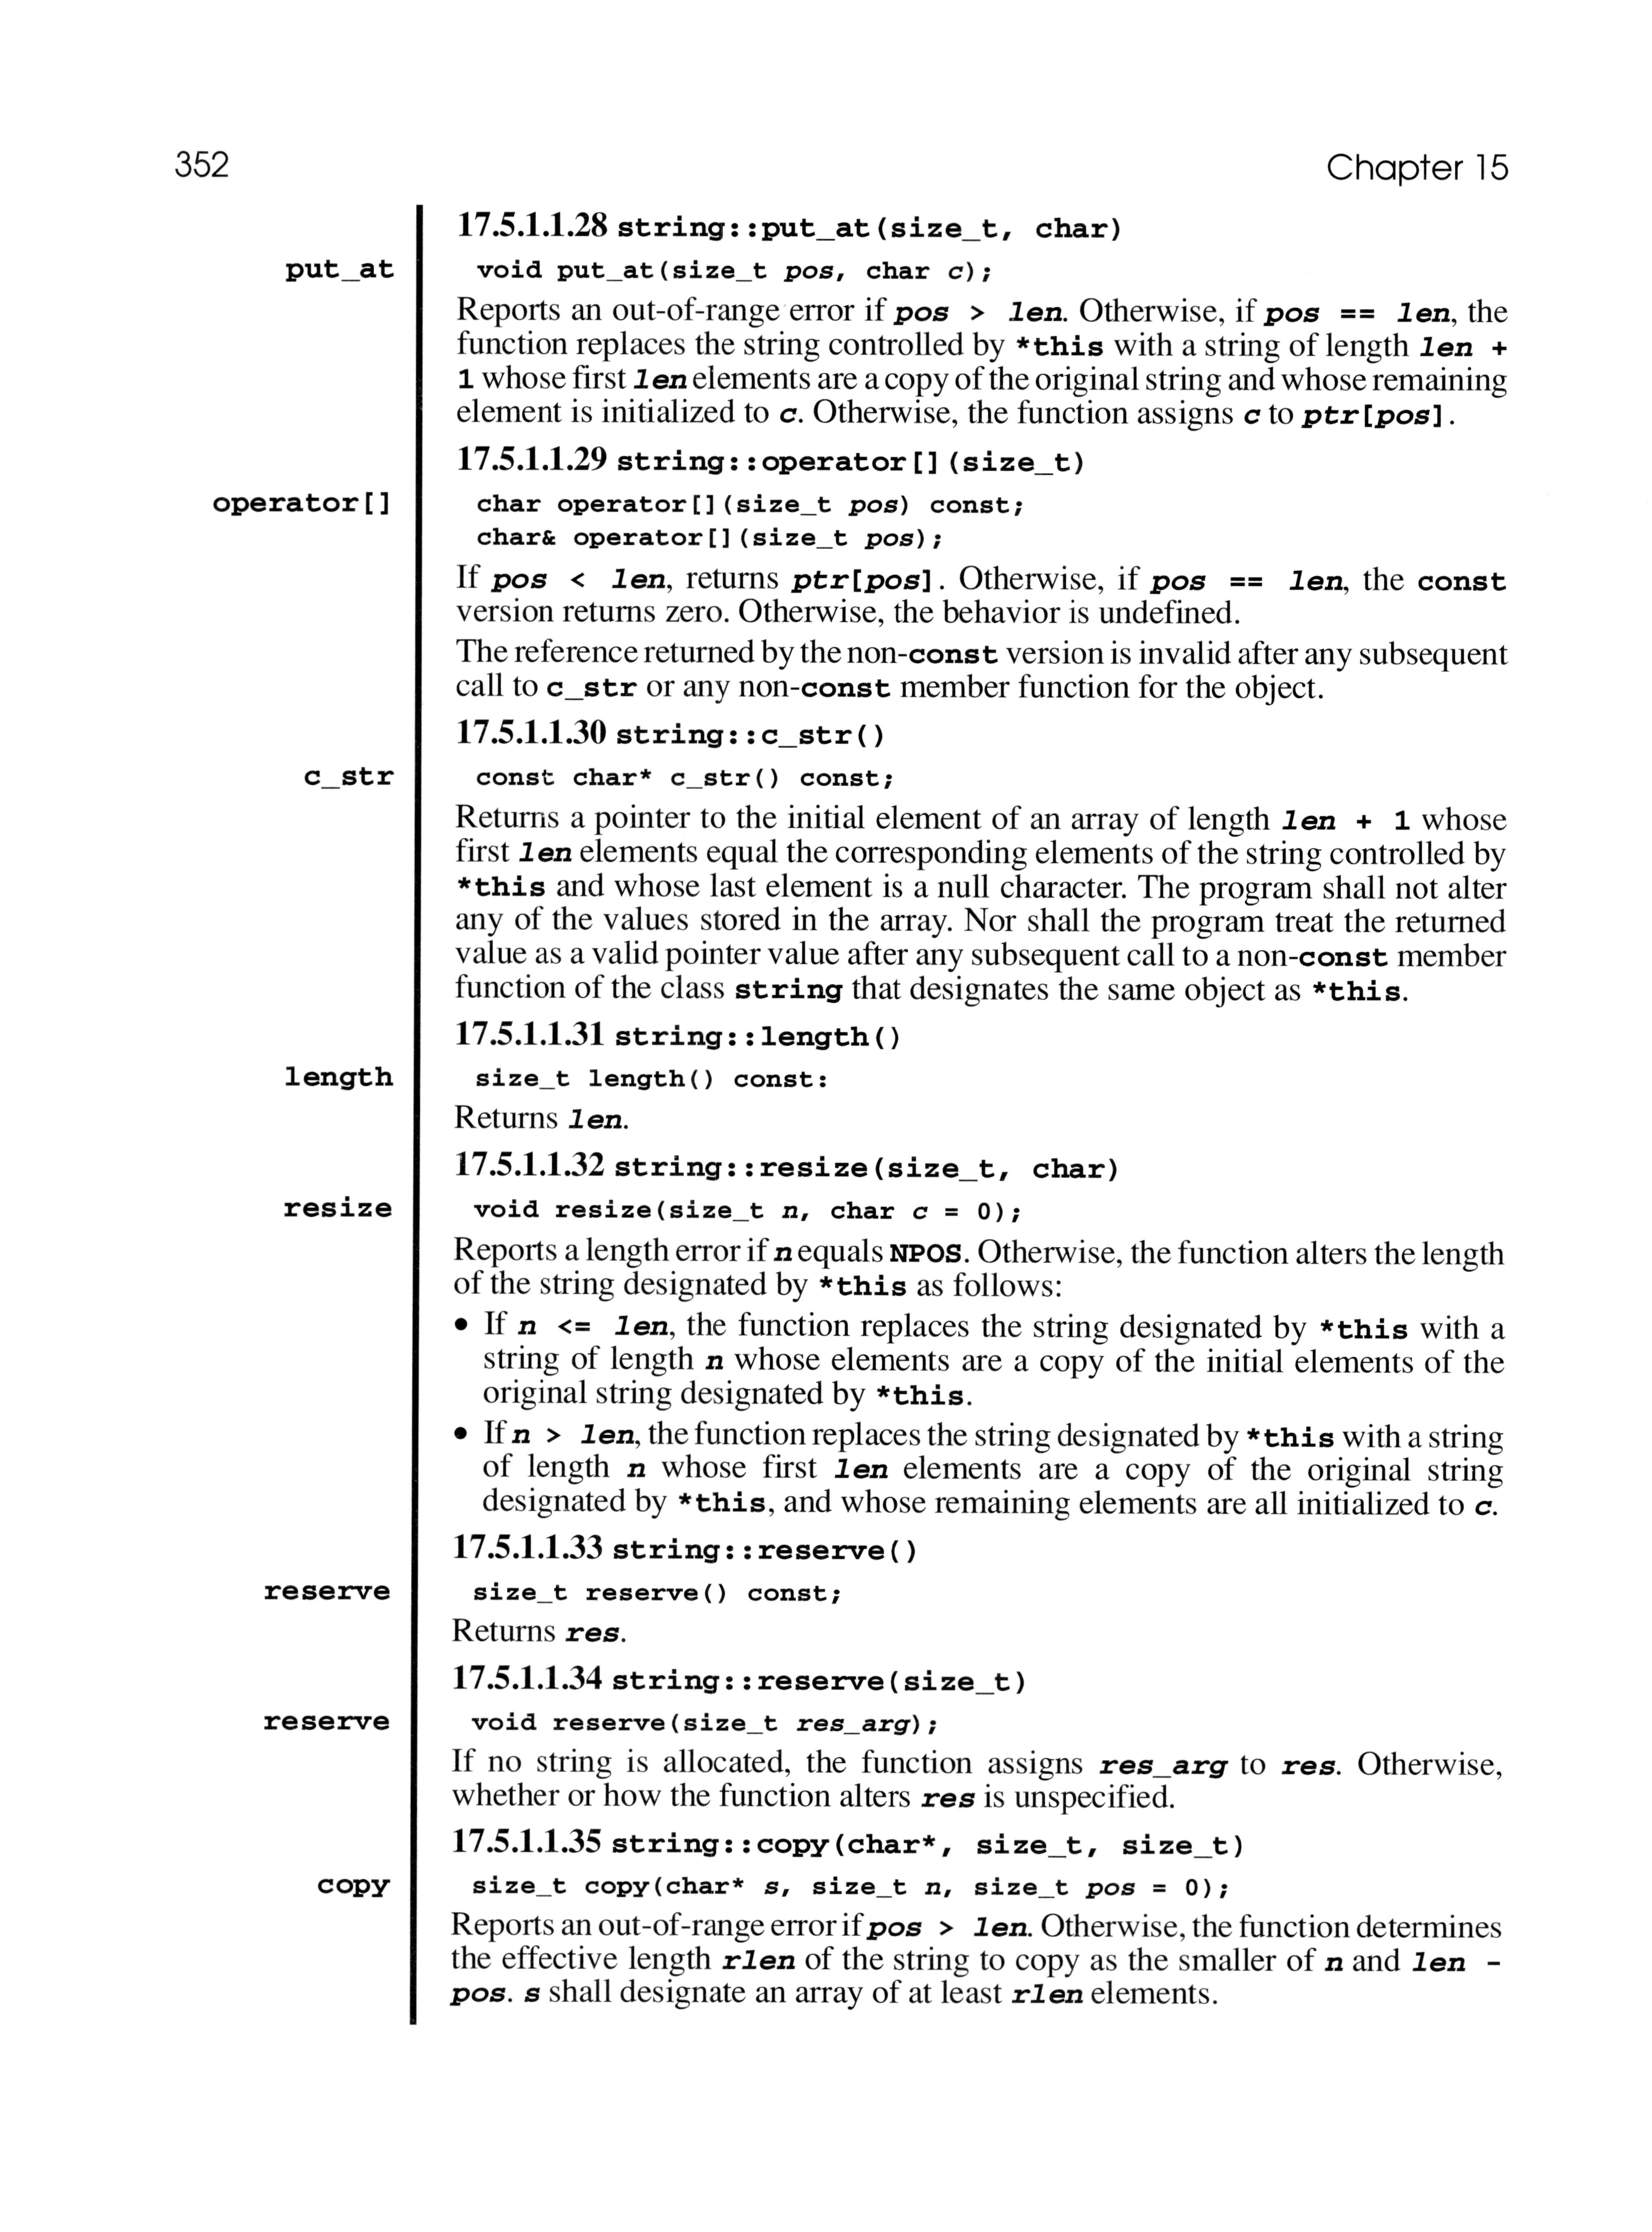 352
Chapter 15
17.5.1.1.28 string::put_at(size_t, char)
put_at
void put_at(size_t pos, char c);
Reports an out-of-range error if pos > len. Otherwise, if pos == len, the
function replaces the string controlled by *this with a string of length len +
1 whose first len elements are a copy of the original string and whose remaining
element is initialized to c. Otherwise, the function assigns c to ptr[pos].
17.5.1.1.29 string::operator[](size_t)
operator[]
char operator[](size_t pos) const;
char& operator[](size_t pos);
If pos < len, returns ptr[pos]. Otherwise, if pos == len, the const
version returns zero. Otherwise, the behavior is undefined.
The reference returned by the non-const version is invalid after any subsequent
call to c_str or any non-const member function for the object.
17.5.1.1.30 string::c_str()
c_str
const char* c_str() const;
Returns a pointer to the initial element of an array of length len + 1 whose
first len elements equal the corresponding elements of the string controlled by
*this and whose last element is a null character. The program shall not alter
any of the values stored in the array. Nor shall the program treat the returned
value as a valid pointer value after any subsequent call to a non-const member
function of the class string that designates the same object as *this.
17.5.1.1.31 string::length()
length
size_t length() const:
Returns len.
17.5.1.1.32 string::resize(size_t, char)
resize
void resize(size_t n, char c = 0);
Reports a length error if n equals NPOS. Otherwise, the function alters the length
of the string designated by *this as follows:
• If n <= len, the function replaces the string designated by *this with a
string of length n whose elements are a copy of the initial elements of the
original string designated by *this.
• If n > len, the function replaces the string designated by *this with a string
of length n whose first len elements are a copy of the original string
designated by *this, and whose remaining elements are all initialized to c.
17.5.1.1.33 string::reserve()
reserve
size_t reserve() const;
Returns res.
17.5.1.1.34 string::reserve(size_t)
reserve
void reserve(size_t res_arg);
If no string is allocated, the function assigns res_arg to res. Otherwise,
whether or how the function alters res is unspecified.
17.5.1.1.35 string::copy(char*, size_t, size_t)
copy
size_t copy(char* s, size_t n, size_t pos = 0);
Reports an out-of-range error if pos > len. Otherwise, the function determines
the effective length rlen of the string to copy as the smaller of n and len -
pos. s shall designate an array of at least rlen elements.